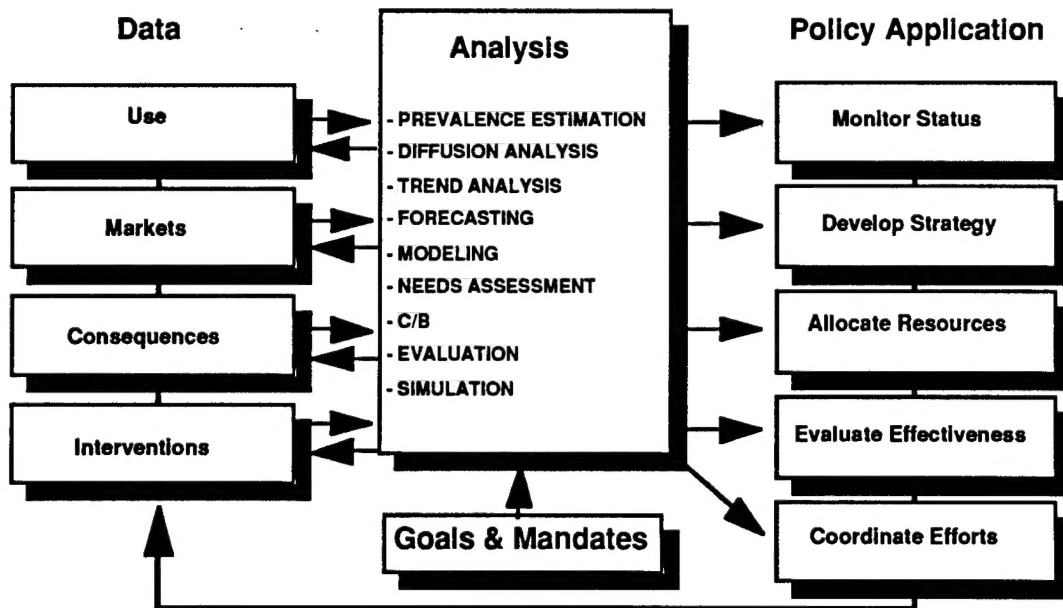 Data
Use
Markets
Consequences
Interventions
Analysis
- PREVALENCE ESTIMATION
- DIFFUSION ANALYSIS
- TREND ANALYSIS
- FORECASTING
- MODELING
- NEEDS ASSESSMENT
- C/B
- EVALUATION
- SIMULATION
Goals & Mandates
Policy Application
Monitor Status
Develop Strategy
Allocate Resources
Evaluate Effectiveness
Coordinate Efforts